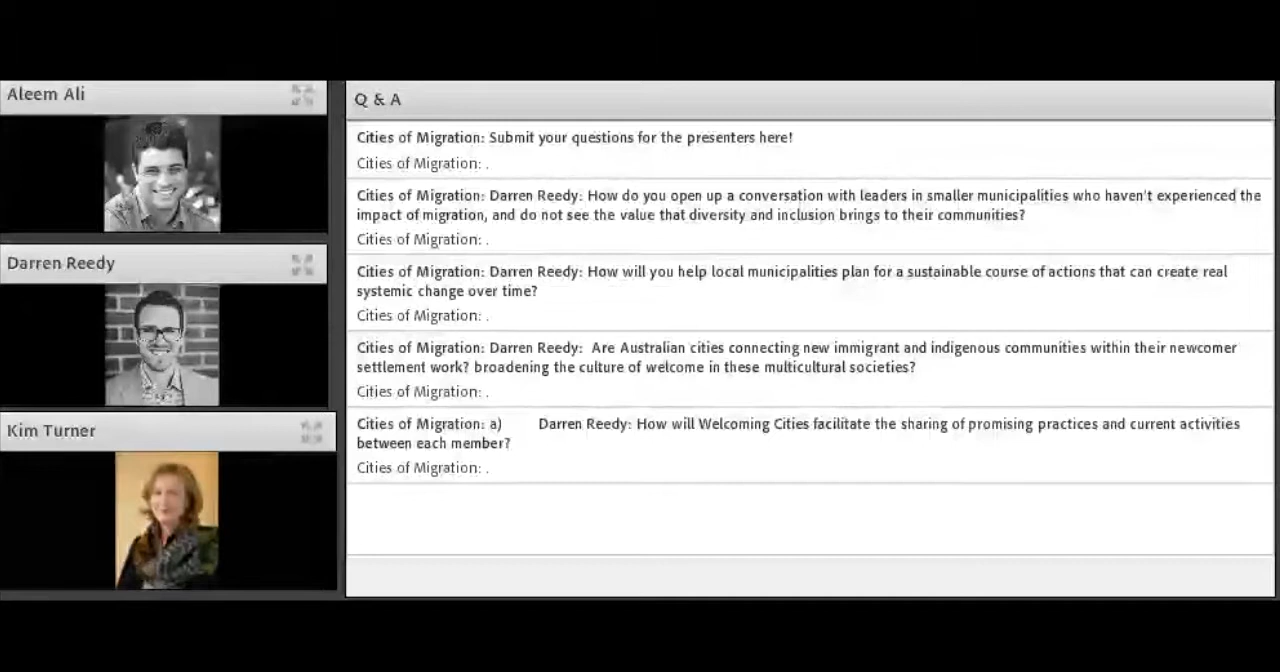 Aleem Ali
Darren Reedy
Kim Turner
Q & A
Cities of Migration: Submit your questions for the presenters here!
Cities of Migration: .
Cities of Migration: Darren Reedy: How do you open up a conversation with leaders in smaller municipalities who haven't experienced the
impact of migration, and do not see the value that diversity and inclusion brings to their communities?
Cities of Migration: .
Cities of Migration: Darren Reedy: How will you help local municipalities plan for a sustainable course of actions that can create real
systemic change over time?
Cities of Migration: .
Cities of Migration: Darren Reedy:  Are Australian cities connecting new immigrant and indigenous communities within their newcomer
settlement work? broadening the culture of welcome in these multicultural societies?
Cities of Migration: .
Cities of Migration: a)       Darren Reedy: How will Welcoming Cities facilitate the sharing of promising practices and current activities
between each member?
Cities of Migration: .